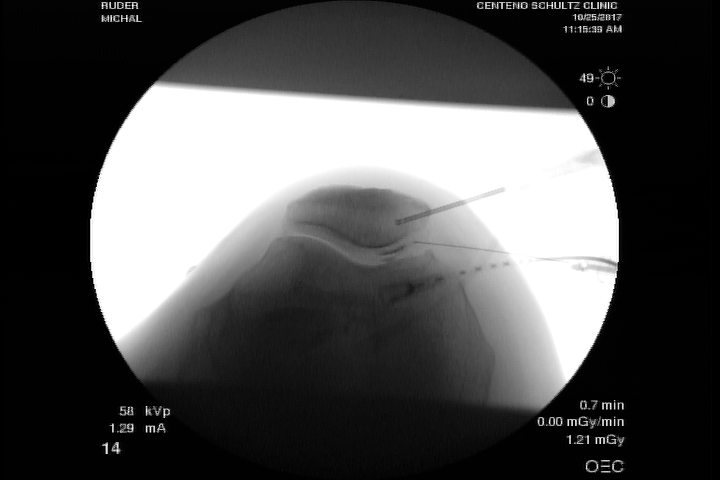 RUDER
MICHAL
CENTENO SCHULTZ CLINIC
10/25/2017
11:15:39 AM
49
0
58 kVp
1.29 mA
14
0.7 min
0.00 mGy/min
1.21 mGy
OEC